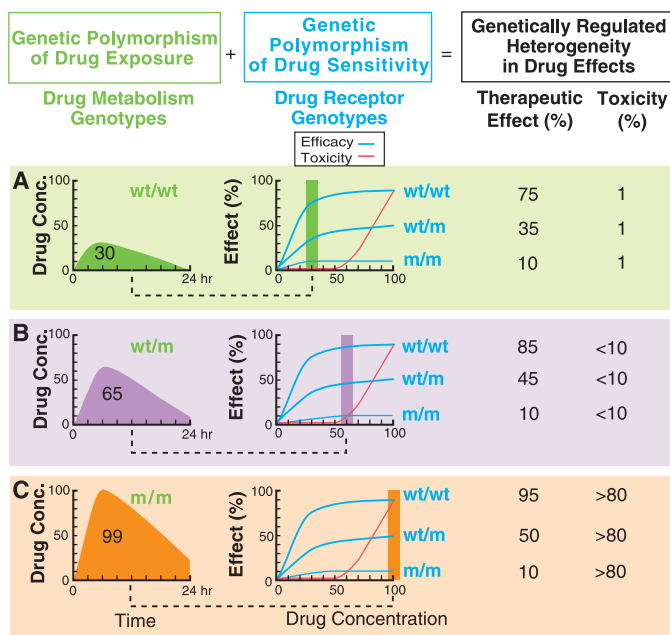 Genetic Polymorphism
of Drug Exposure
+
Genetic
Polymorphism
of Drug Sensitivity
=
Genetically Regulated
Heterogeneity
in Drug Effects
Drug Metabolism
Genotypes
Drug Receptor
Genotypes
Therapeutic
Effect (%)
Toxicity
(%)
Efficacy
Toxicity
A
Drug Conc.
100
50
0
wt/wt
30
0
24 hr
Effect (%)
100
50
0
0
50
100
wt/wt
wt/m
m/m
75
1
35
1
10
1
B
Drug Conc.
100
50
0
wt/m
65
0
24 hr
Effect (%)
100
50
0
0
50
100
wt/wt
wt/m
m/m
85
<10
45
<10
10
<10
C
Drug Conc.
100
50
0
m/m
99
0
24 hr
Time
Effect (%)
100
50
0
0
50
100
Drug Concentration
wt/wt
wt/m
m/m
95
>80
50
>80
10
>80